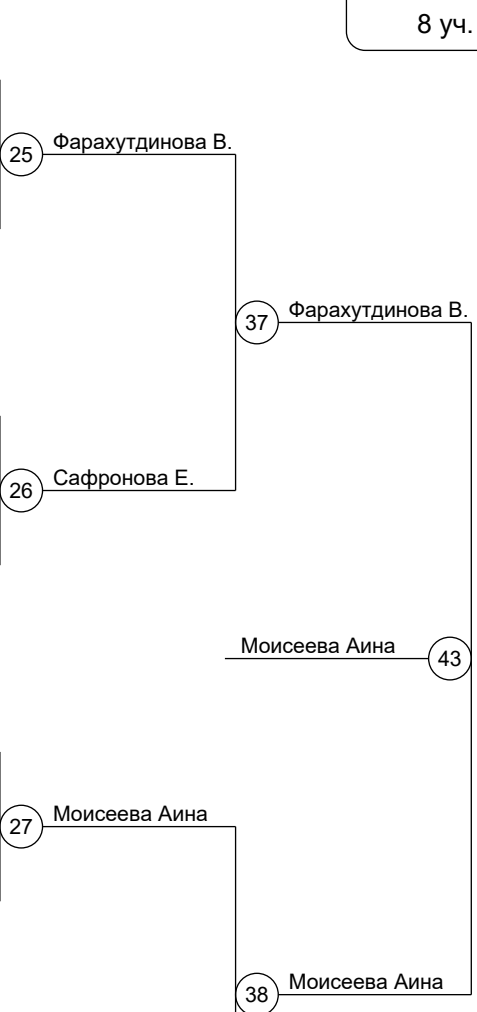 8 уч.
25 Фарахутдинова В.
37 Фарахутдинова В.
26 Сафронова Е.
Моисеева Аина 43
27 Моисеева Аина
38 Моисеева Аина